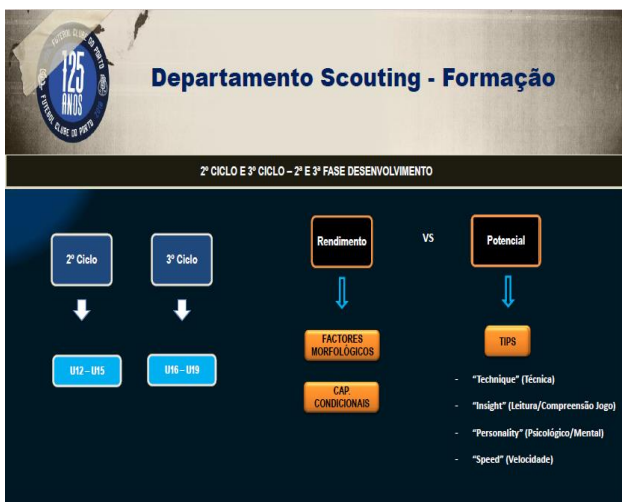 FUTEBOL CLUBE DO PORTO
125
ANOS
FUTEBOL CLUBE DO PORTO
Departamento Scouting - Formação
2º CICLO E 3º CICLO – 2ª E 3ª FASE DESENVOLVIMENTO
2º Ciclo
3º Ciclo
U12 – U15
U16 – U19
Rendimento
VS
Potencial
FACTORES
MORFOLÓGICOS
CAP.
CONDICIONAIS
TIPS
- "Technique" (Técnica)
- "Insight" (Leitura/Compreensão Jogo)
- "Personality" (Psicológico/Mental)
- "Speed" (Velocidade)